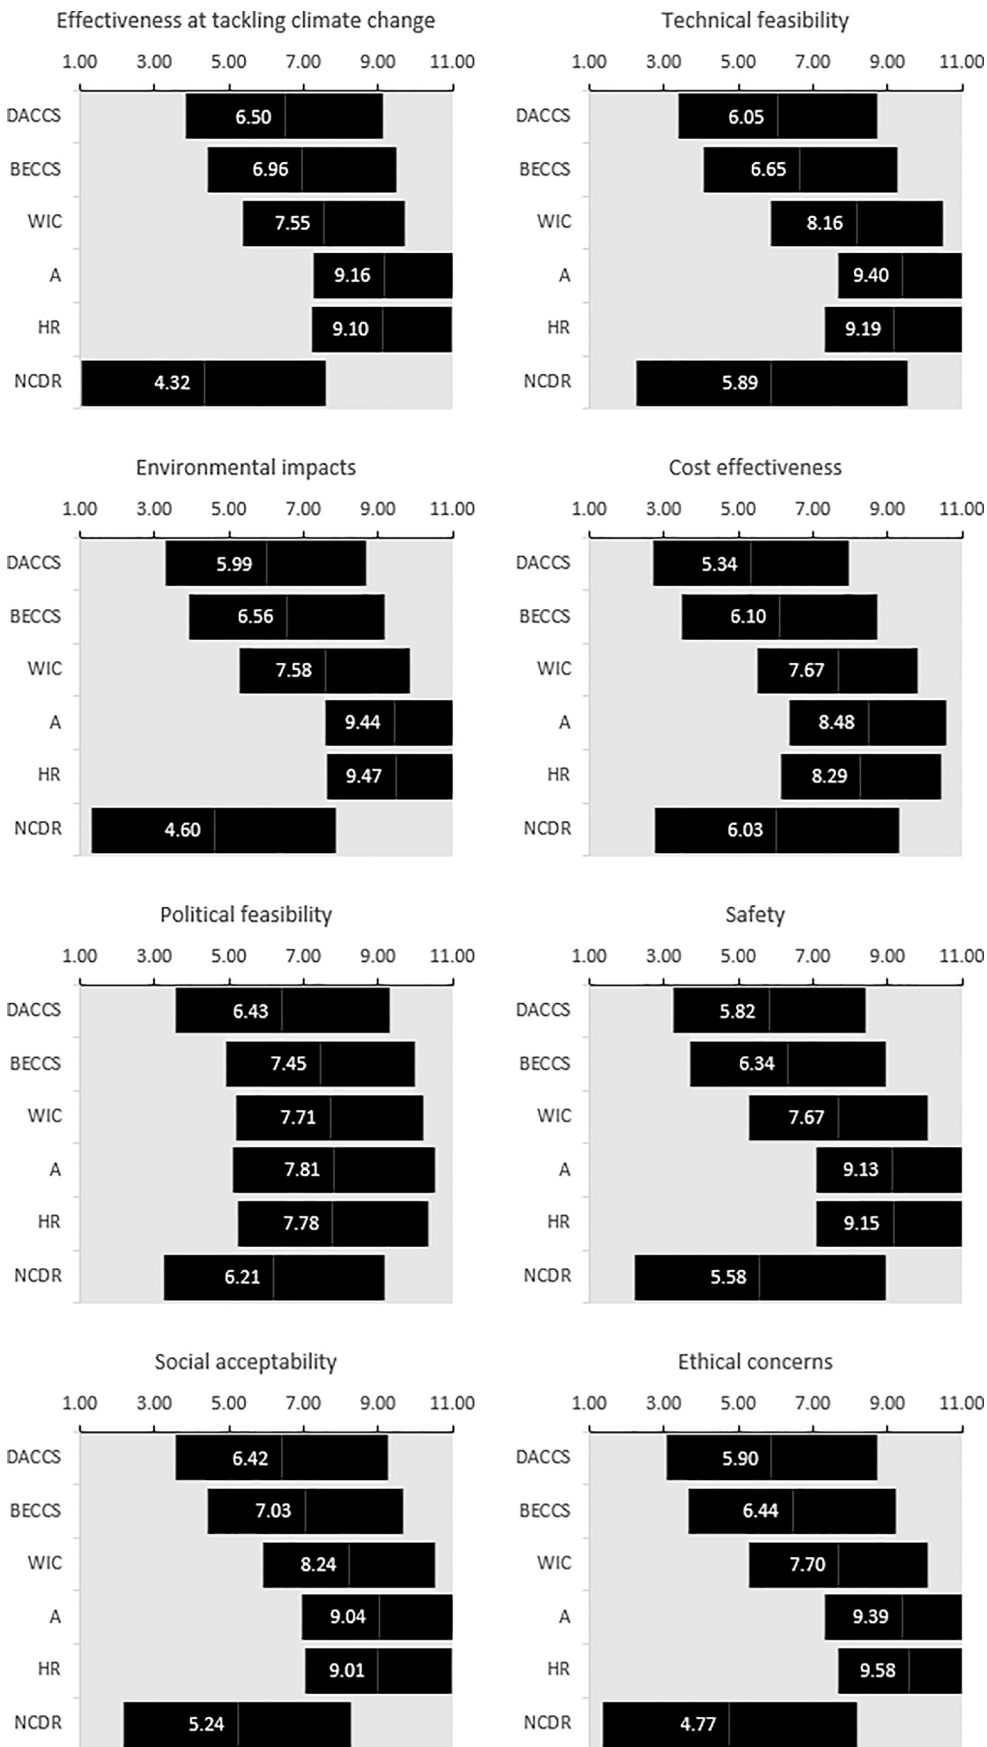 Effectiveness at tackling climate change
1.00 3.00 5.00 7.00 9.00 11.00
DACCS 6.50
BECCS 6.96
WIC 7.55
A 9.16
HR 9.10
NCDR 4.32
Technical feasibility
1.00 3.00 5.00 7.00 9.00 11.00
DACCS 6.05
BECCS 6.65
WIC 8.16
A 9.40
HR 9.19
NCDR 5.89
Environmental impacts
1.00 3.00 5.00 7.00 9.00 11.00
DACCS 5.99
BECCS 6.56
WIC 7.58
A 9.44
HR 9.47
NCDR 4.60
Cost effectiveness
1.00 3.00 5.00 7.00 9.00 11.00
DACCS 5.34
BECCS 6.10
WIC 7.67
A 8.48
HR 8.29
NCDR 6.03
Political feasibility
1.00 3.00 5.00 7.00 9.00 11.00
DACCS 6.43
BECCS 7.45
WIC 7.71
A 7.81
HR 7.78
NCDR 6.21
Safety
1.00 3.00 5.00 7.00 9.00 11.00
DACCS 5.82
BECCS 6.34
WIC 7.67
A 9.13
HR 9.15
NCDR 5.58
Social acceptability
1.00 3.00 5.00 7.00 9.00 11.00
DACCS 6.42
BECCS 7.03
WIC 8.24
A 9.04
HR 9.01
NCDR 5.24
Ethical concerns
1.00 3.00 5.00 7.00 9.00 11.00
DACCS 5.90
BECCS 6.44
WIC 7.70
A 9.39
HR 9.58
NCDR 4.77